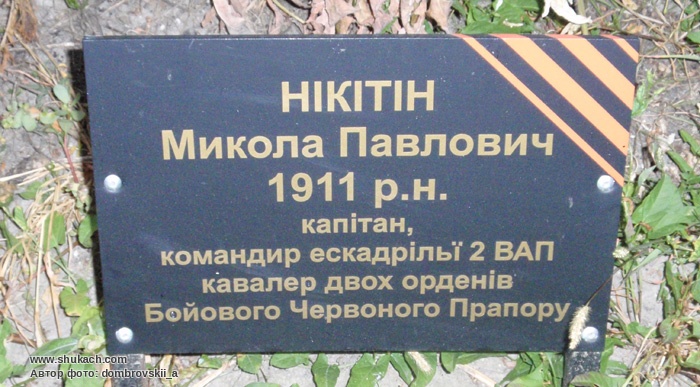 НІКІТІН
Микола Павлович
1911 р.н.
капітан,
командир ескадрільї 2 ВАП
кавалер двох орденів
Бойового Червоного Прапору
www.shukach.com
Автор фото: dombrovskii_a